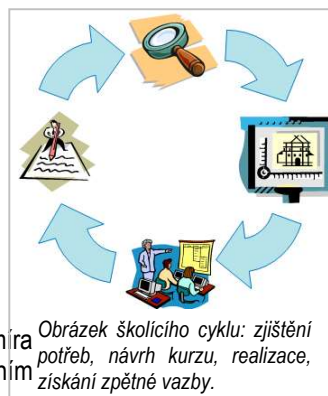 Obrázek školícího cyklu: zjištění
potřeb, návrh kurzu, realizace,
získání zpětné vazby.